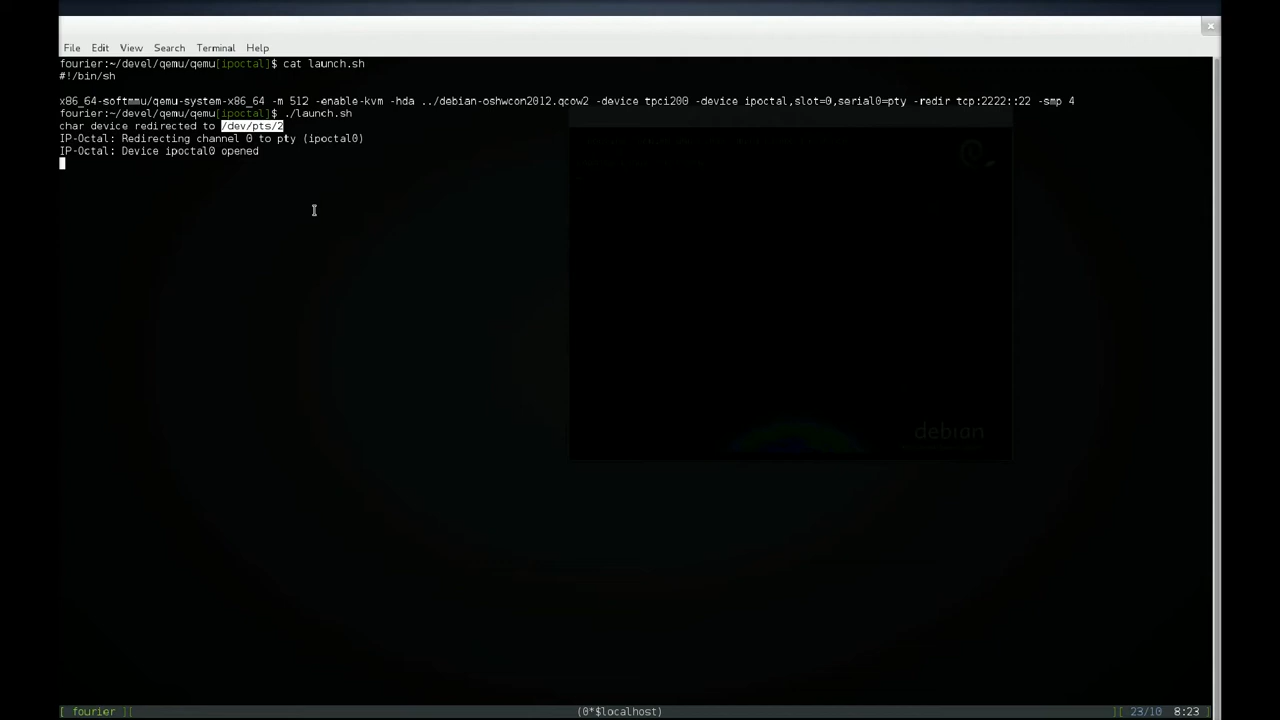 File Edit View Search Terminal Help
fourier:~/devel/qemu/qemu[ipoctal]$ cat launch.sh
#!/bin/sh
x86_64-softmmu/qemu-system-x86_64 -m 512 -enable-kvm -hda ../debian-oshwcon2012.qcow2 -device tpci200 -device ipoctal,slot=0,serial0=pty -redir tcp:2222::22 -smp 4
fourier:~/devel/qemu/qemu[ipoctal]$ ./launch.sh
char device redirected to /dev/pts/2
IP-Octal: Redirecting channel 0 to pty (ipoctal0)
IP-Octal: Device ipoctal0 opened
debian
[ fourier ][ (0*$localhost) ][ 23/10 8:23